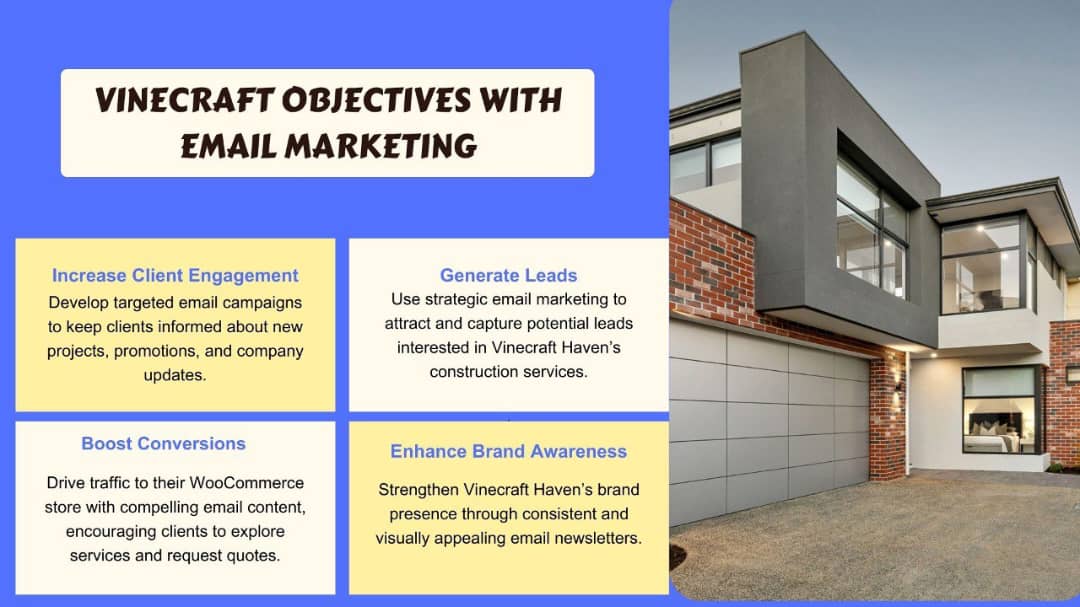 VINECRAFT OBJECTIVES WITH
EMAIL MARKETING
Increase Client Engagement
Develop targeted email campaigns
to keep clients informed about new
projects, promotions, and company
updates.
Generate Leads
Use strategic email marketing to
attract and capture potential leads
interested in Vinecraft Haven’s
construction services.
Boost Conversions
Drive traffic to their WooCommerce
store with compelling email content,
encouraging clients to explore
services and request quotes.
Enhance Brand Awareness
Strengthen Vinecraft Haven’s brand
presence through consistent and
visually appealing email newsletters.